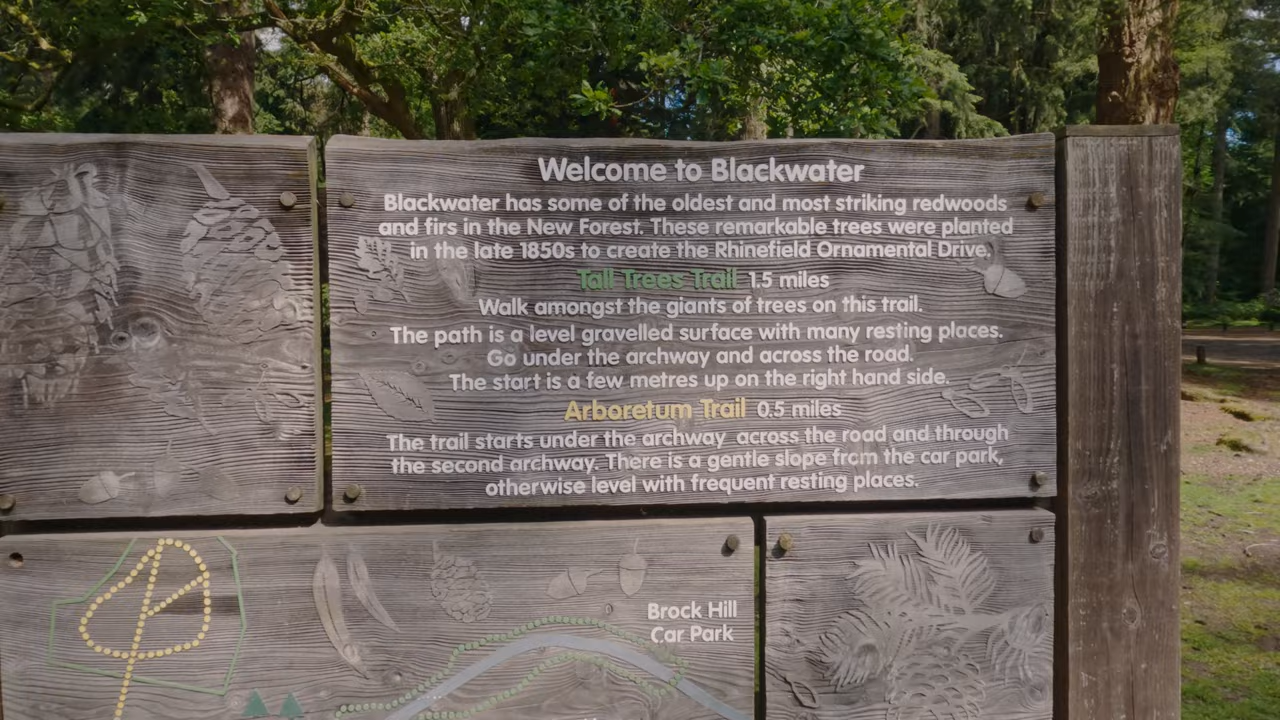 Welcome to Blackwater
Blackwater has some of the oldest and most striking redwoods
and firs in the New Forest. These remarkable trees were planted
in the late 1850s to create the Rhinefield Ornamental Drive.
Tall Trees Trail 1.5 miles
Walk amongst the giants of trees on this trail.
The path is a level gravelled surface with many resting places.
Go under the archway and across the road.
The start is a few metres up on the right hand side.
Arboretum Trail 0.5 miles
The trail starts under the archway across the road and through
the second archway. There is a gentle slope from the car park,
otherwise level with frequent resting places.
Brock Hill
Car Park